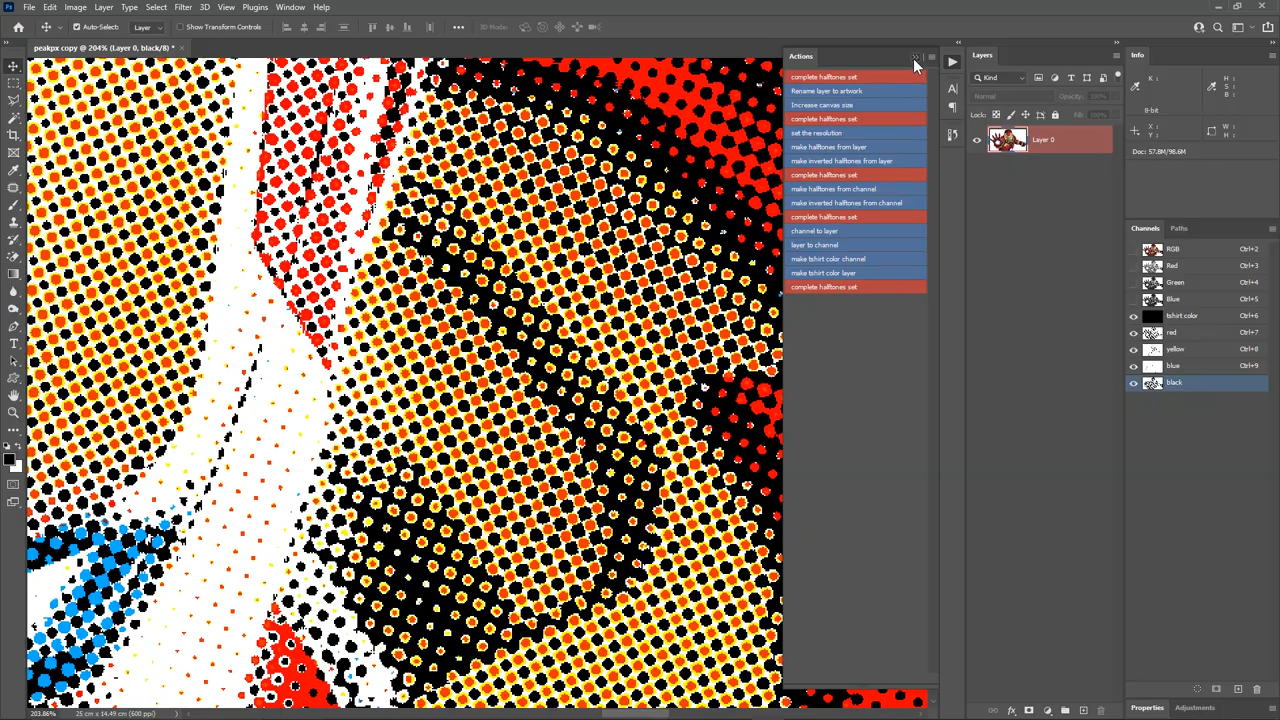 Ps File Edit Image Layer Type Select Filter 3D View Plugins Window Help
Auto-Select: Layer Show Transform Controls 3D Mode:
peakpx copy @ 204% (Layer 0, black/8) *
Actions
complete halftones set
Rename layer to artwork
Increase canvas size
complete halftones set
set the resolution
make halftones from layer
make inverted halftones from layer
complete halftones set
make halftones from channel
make inverted halftones from channel
complete halftones set
channel to layer
layer to channel
make tshirt color channel
make tshirt color layer
complete halftones set
Layers
Kind
Normal Opacity: 100%
Lock: Fill: 100%
Layer 0
Info
K:
S:
B:
8-bit
X:
Y:
W:
H:
Doc: 57.8M/98.6M
Channels Paths
RGB Ctrl+2
Red Ctrl+3
Green Ctrl+4
Blue Ctrl+5
tshirt color Ctrl+6
red Ctrl+7
yellow Ctrl+8
blue Ctrl+9
black
Properties Adjustments
203.86% 25 cm x 14.49 cm (600 ppi)